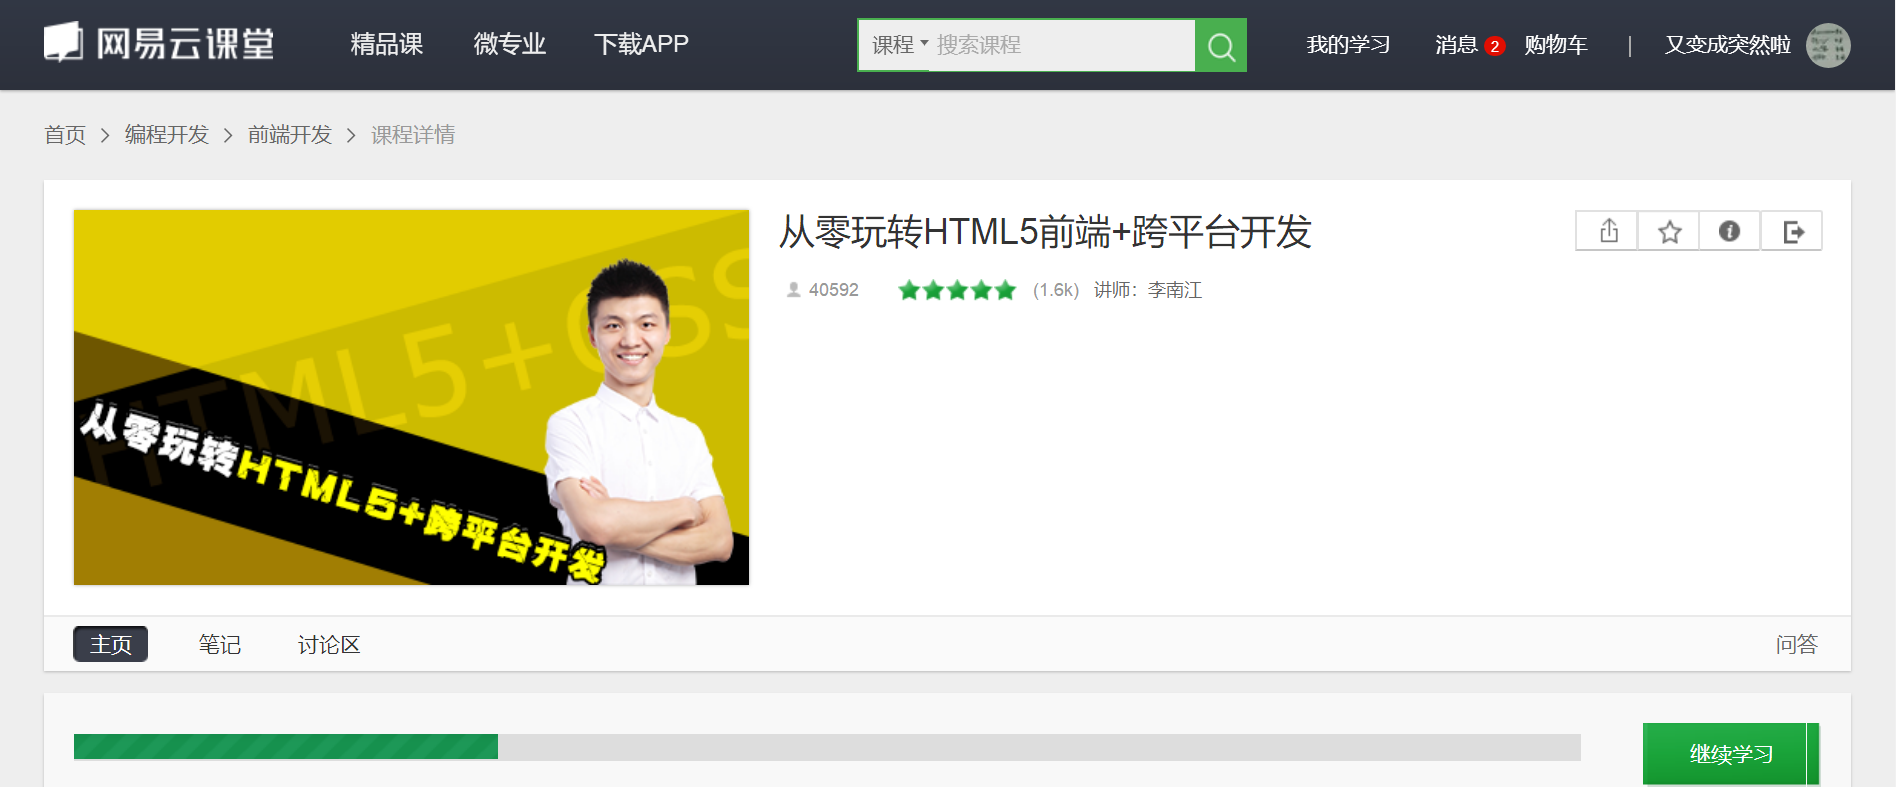 网易云课堂 精品课 微专业 下载APP 课程 搜索课程 我的学习 消息 2 购物车 | 又变成突然啦
首页 > 编程开发 > 前端开发 > 课程详情
从零玩转HTML5前端+跨平台开发
40592 (1.6k) 讲师：李南江
HTML5+CSS
从零玩转HTML5+跨平台开发
主页 笔记 讨论区 问答
继续学习